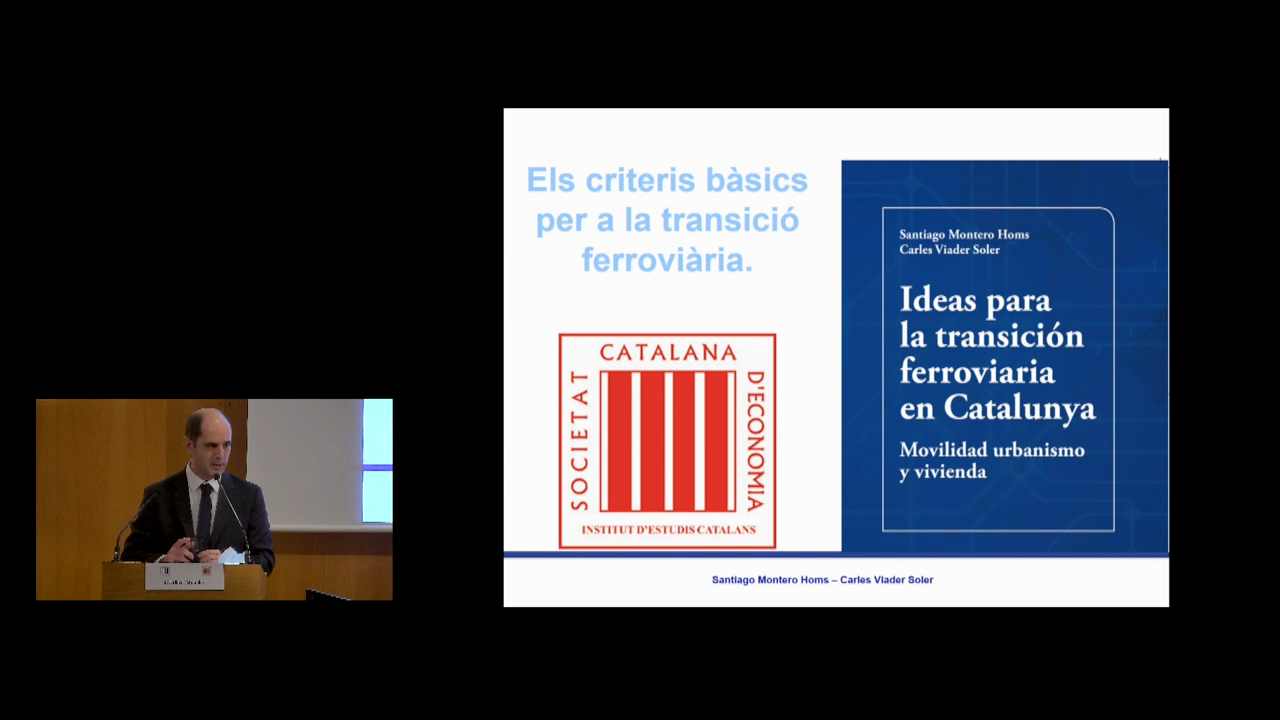 Els criteris bàsics
per a la transició
ferroviària.
SOCIETAT
CATALANA
D'ECONOMIA
INSTITUT D'ESTUDIS CATALANS
Santiago Montero Homs
Carles Viader Soler
Ideas para
la transición
ferroviaria
en Catalunya
Movilidad urbanismo
y vivienda
Santiago Montero Homs – Carles Viader Soler